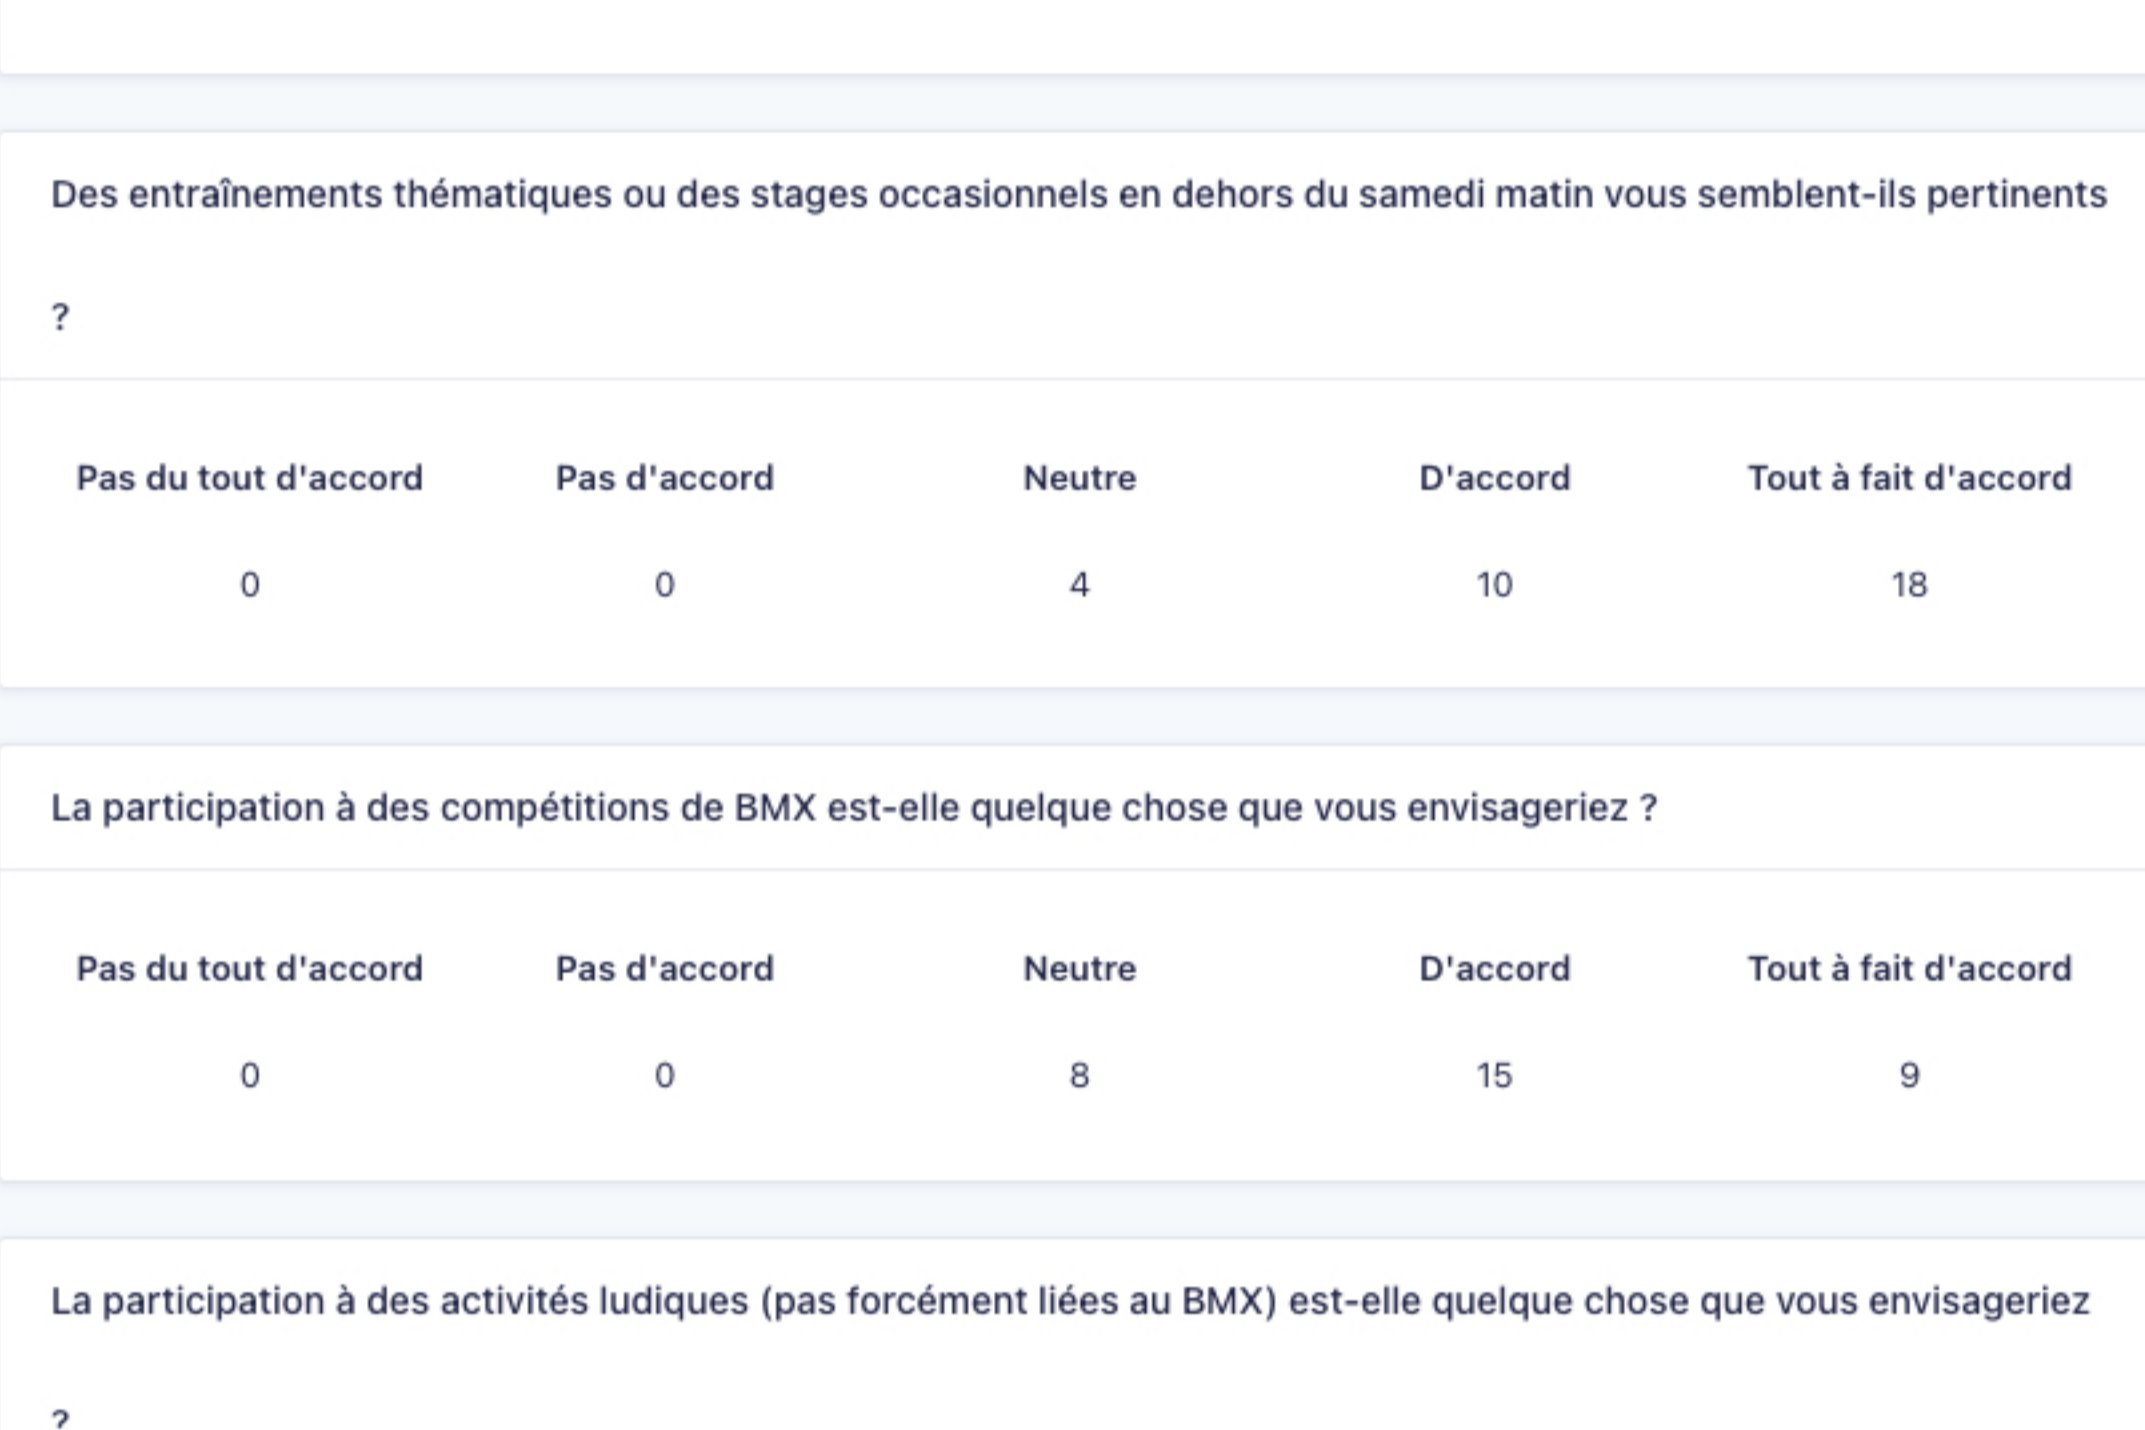 Des entraînements thématiques ou des stages occasionnels en dehors du samedi matin vous semblent-ils pertinents
?
Pas du tout d'accord Pas d'accord Neutre D'accord Tout à fait d'accord
0 0 4 10 18
La participation à des compétitions de BMX est-elle quelque chose que vous envisageriez ?
Pas du tout d'accord Pas d'accord Neutre D'accord Tout à fait d'accord
0 0 8 15 9
La participation à des activités ludiques (pas forcément liées au BMX) est-elle quelque chose que vous envisageriez
?